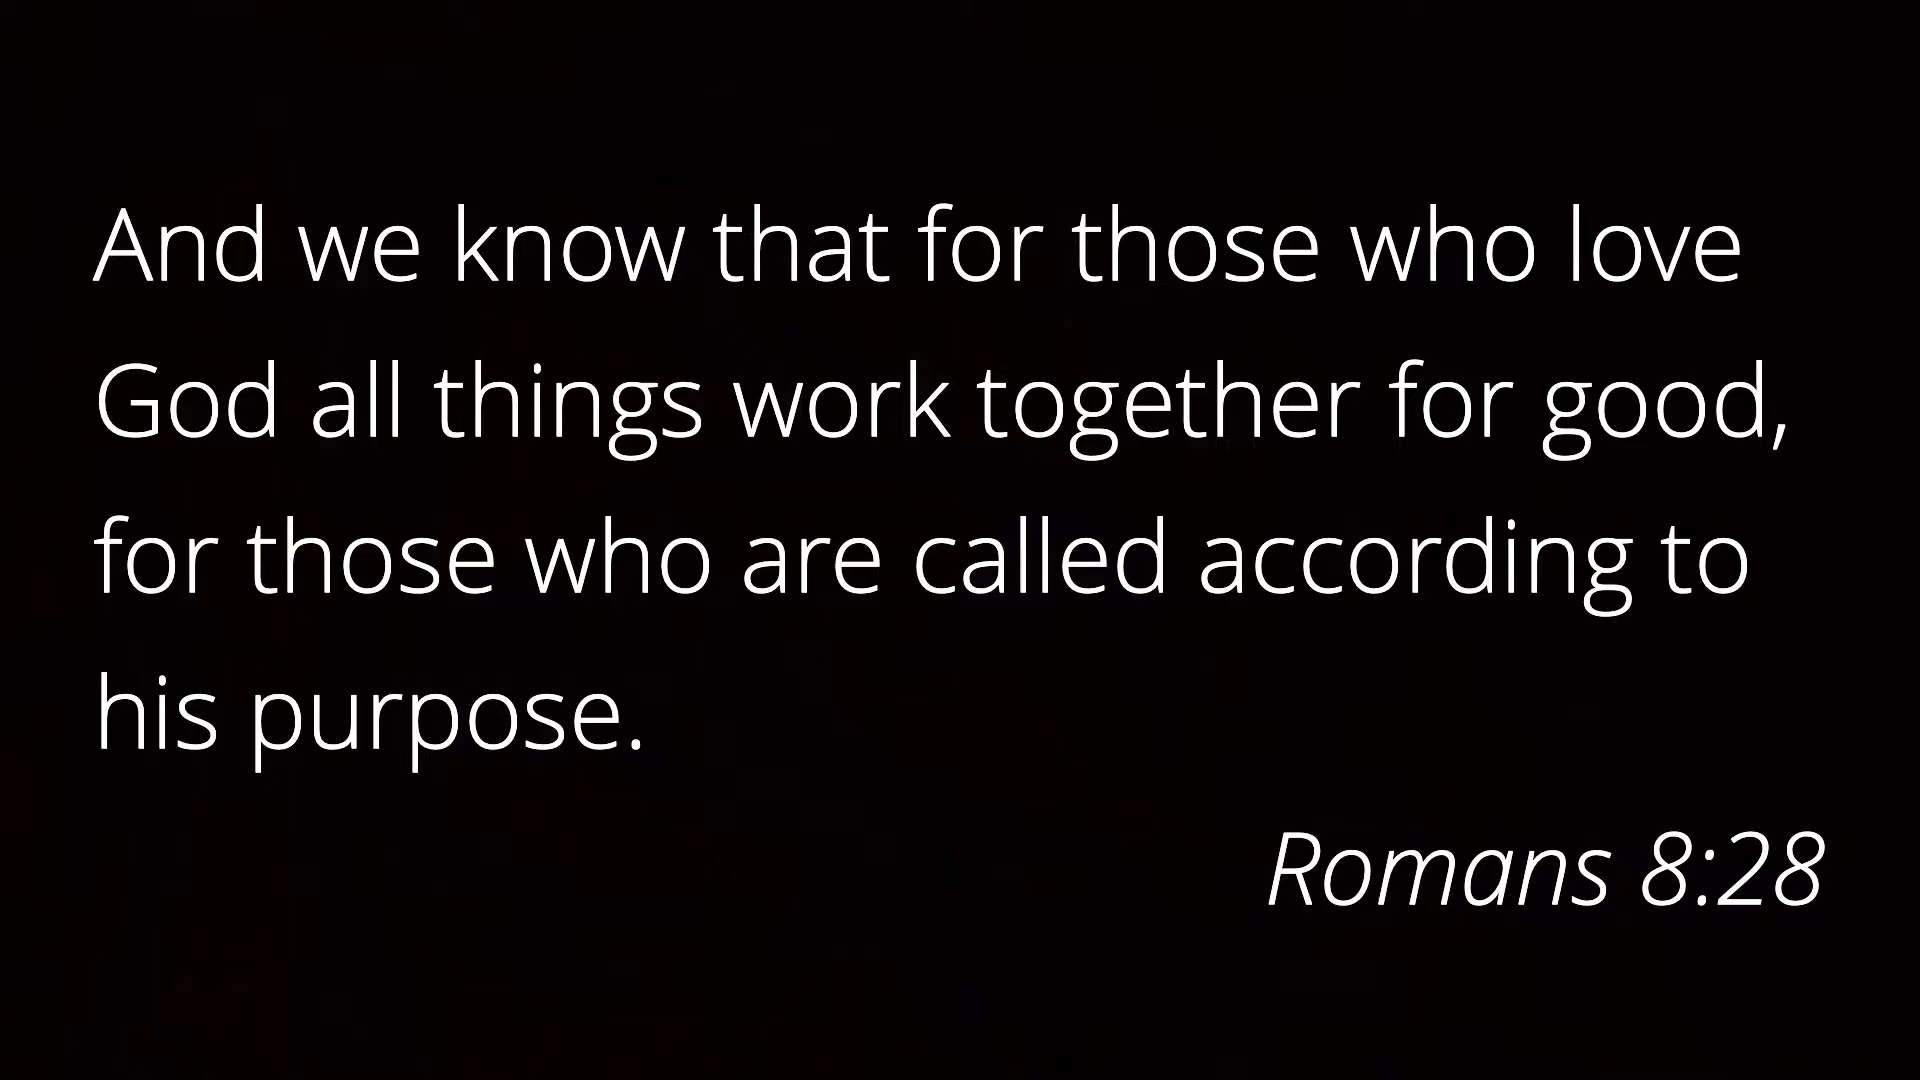 And we know that for those who love
God all things work together for good,
for those who are called according to
his purpose.
Romans 8:28